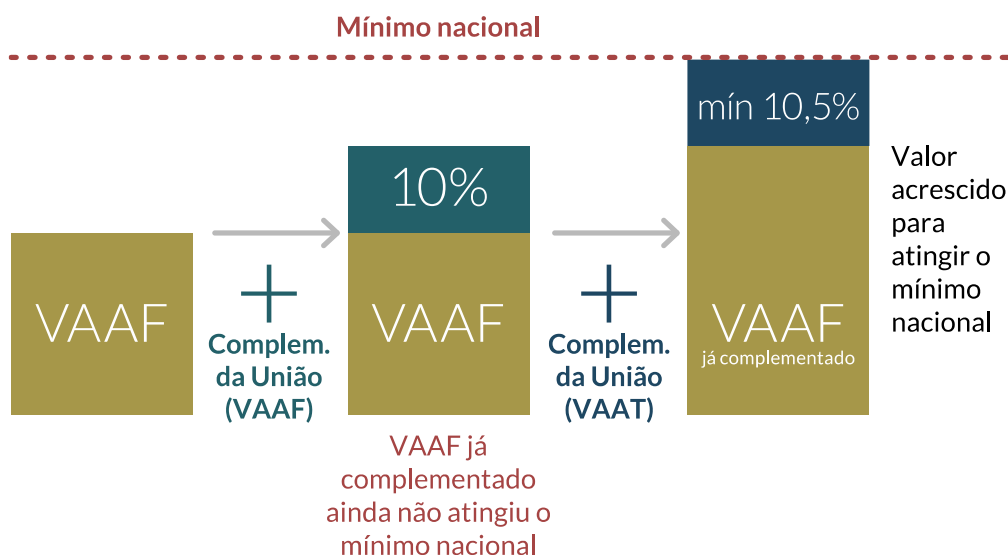 Mínimo nacional
VAAF
Complem.
da União
(VAAF)
10%
VAAF
VAAF já
complementado
ainda não atingiu o
mínimo nacional
Complem.
da União
(VAAT)
mín 10,5%
VAAF
já complementado
Valor
acrescido
para
atingir o
mínimo
nacional